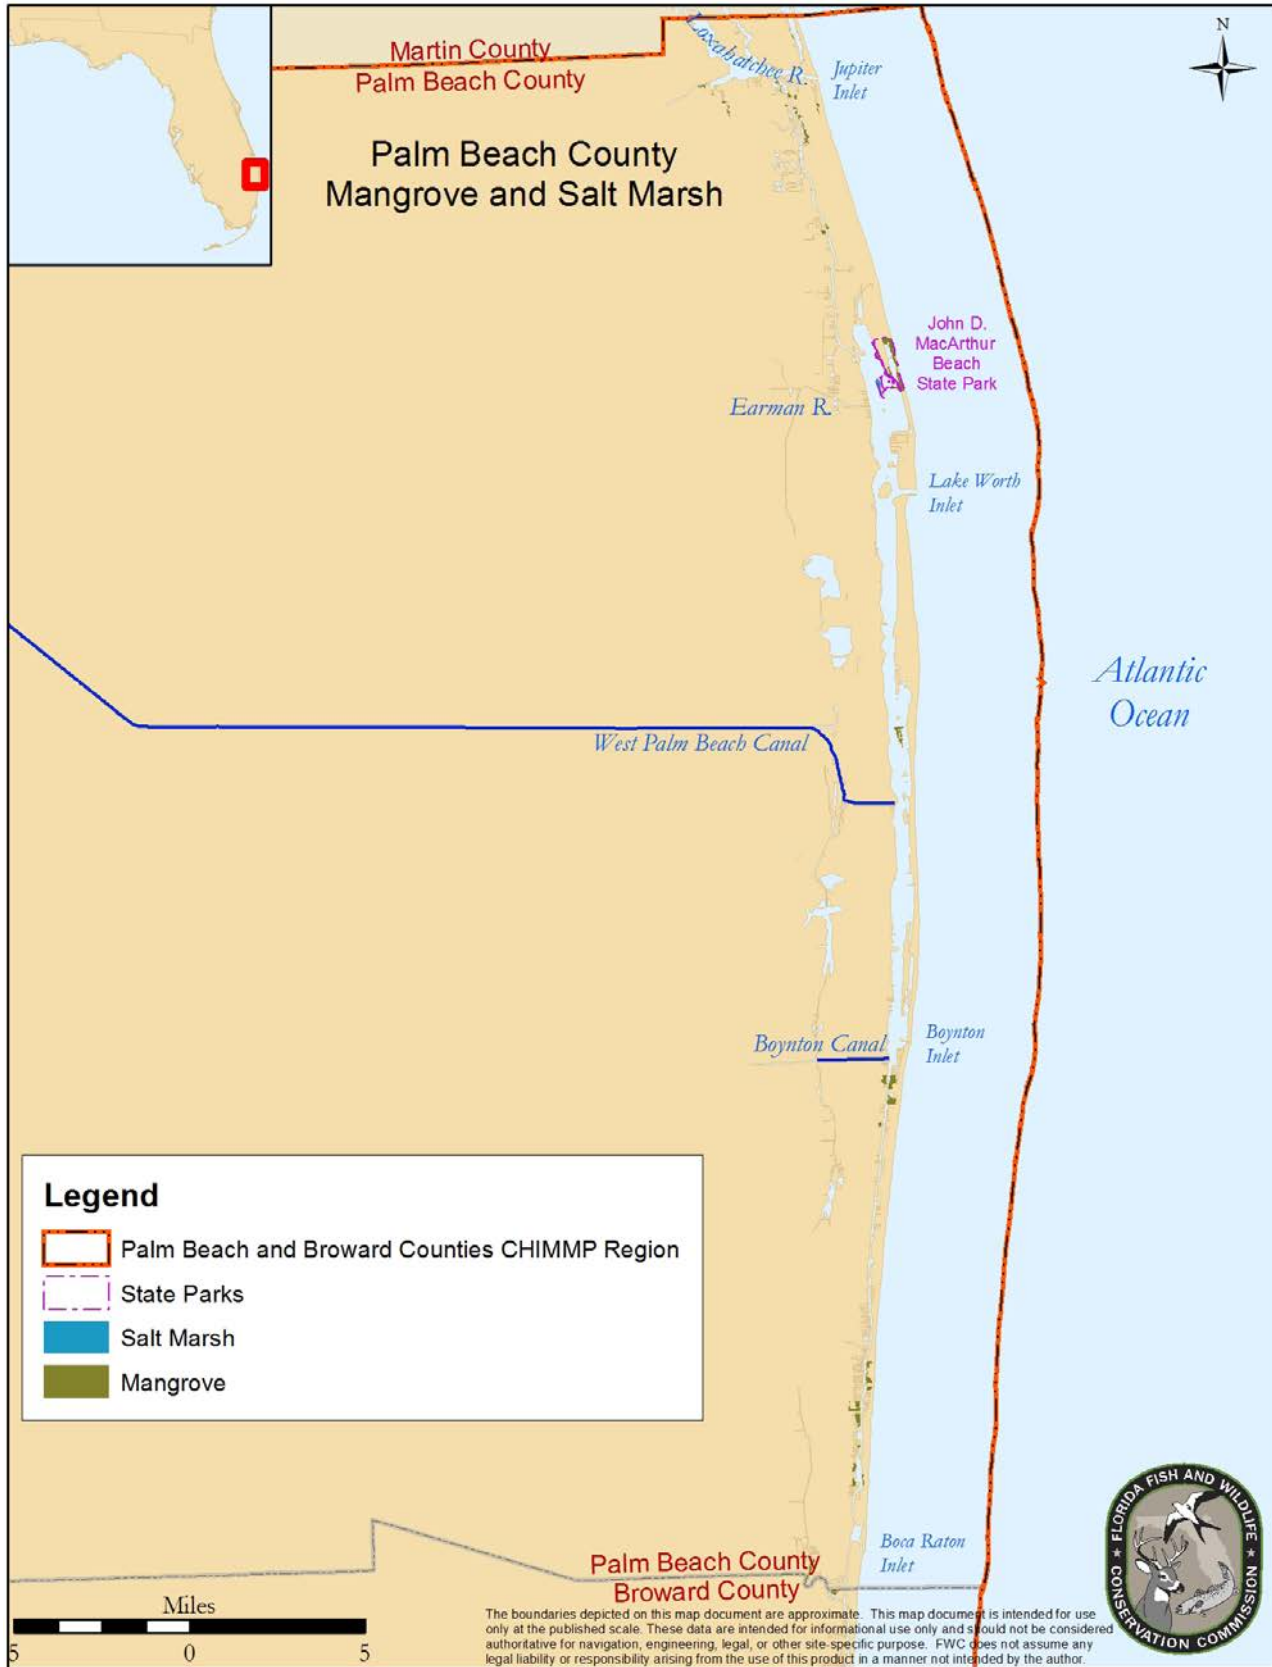 Martin County
Palm Beach County
Loxahatchee R.
Jupiter
Inlet
N
Palm Beach County
Mangrove and Salt Marsh
John D.
MacArthur
Beach
State Park
Earman R.
Lake Worth
Inlet
Atlantic
Ocean
West Palm Beach Canal
Boynton Canal
Boynton
Inlet
Legend
Palm Beach and Broward Counties CHIMMP Region
State Parks
Salt Marsh
Mangrove
Boca Raton
Inlet
Palm Beach County
Broward County
Miles
5 0 5
The boundaries depicted on this map document are approximate. This map document is intended for use
only at the published scale. These data are intended for informational use only and should not be considered
authoritative for navigation, engineering, legal, or other site-specific purpose. FWC does not assume any
legal liability or responsibility arising from the use of this product in a manner not intended by the author.
FLORIDA FISH AND WILDLIFE
CONSERVATION COMMISSION